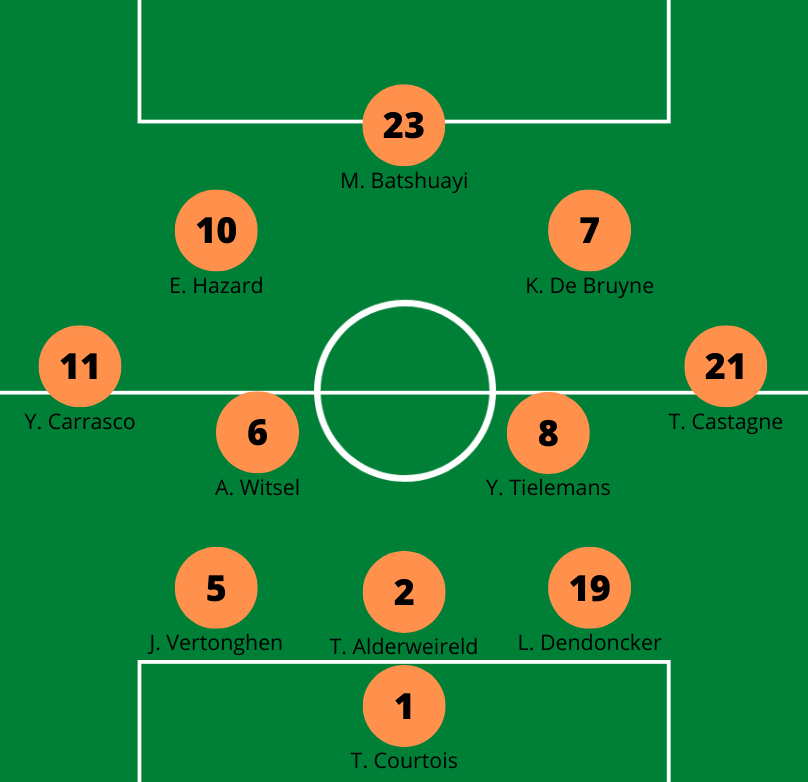 23
M. Batshuayi
10
E. Hazard
7
K. De Bruyne
11
Y. Carrasco
21
T. Castagne
6
A. Witsel
8
Y. Tielemans
5
J. Vertonghen
2
T. Alderweireld
19
L. Dendoncker
1
T. Courtois